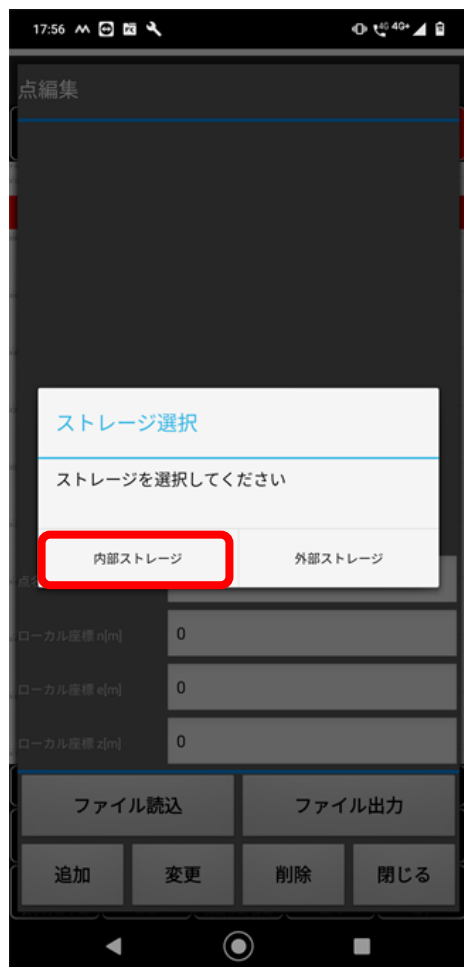 17:56
4G 4G+
点編集
ストレージ選択
ストレージを選択してください
内部ストレージ 外部ストレージ
点名
ローカル座標 n[m] 0
ローカル座標 e[m] 0
ローカル座標 z[m] 0
ファイル読込 ファイル出力
追加 変更 削除 閉じる